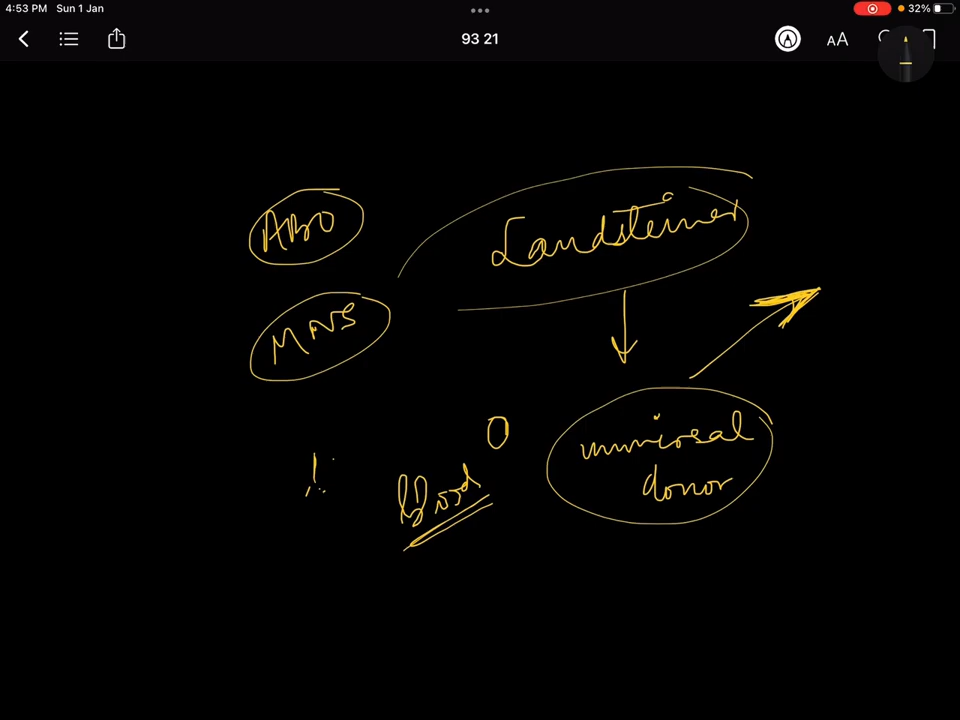 4:53 PM Sun 1 Jan
32%
93 21
AA
ABO
Landsteiner
MNS
O
universal
donor
Blood